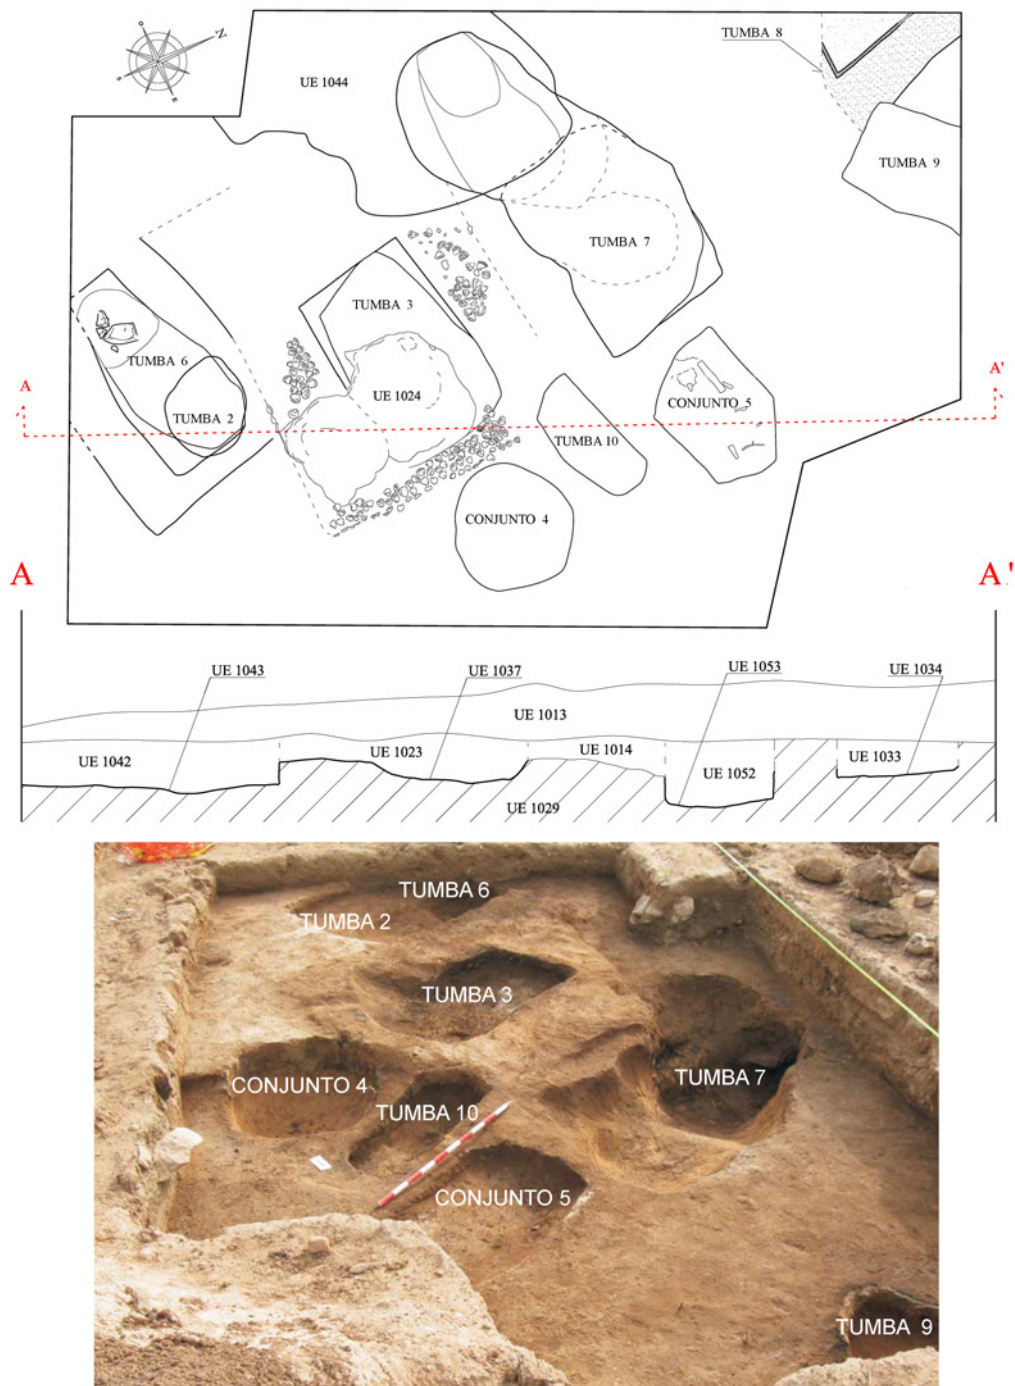 N
TUMBA 8
UE 1044
TUMBA 9
TUMBA 7
TUMBA 3
TUMBA 6
A
A'
UE 1024
CONJUNTO 5
TUMBA 2
TUMBA 10
CONJUNTO 4
A
A'
UE 1043
UE 1037
UE 1053
UE 1034
UE 1013
UE 1042
UE 1023
UE 1014
UE 1033
UE 1052
UE 1029
TUMBA 6
TUMBA 2
TUMBA 3
TUMBA 7
CONJUNTO 4
TUMBA 10
CONJUNTO 5
TUMBA 9